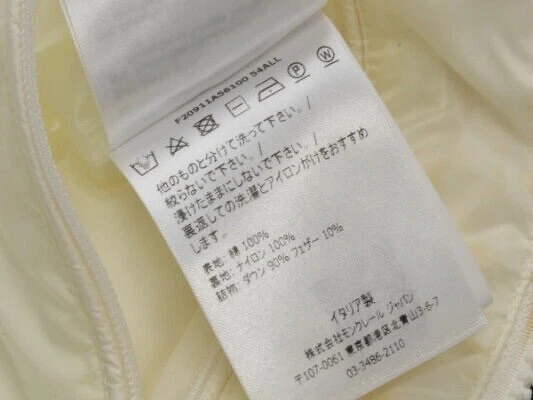 F20911A56100 54ALL
他のものと分けて洗って下さい。/
絞らないで下さい。/
浸けたままにしないで下さい。/
裏返しての洗濯とアイロンがけをおすすめ
します。
表地: 綿 100%
裏地: ナイロン 100%
詰物: ダウン 90% フェザー 10%
イタリア製
株式会社モンクレール ジャパン
〒107-0061 東京都港区北青山3-6-7
03-3486-2110